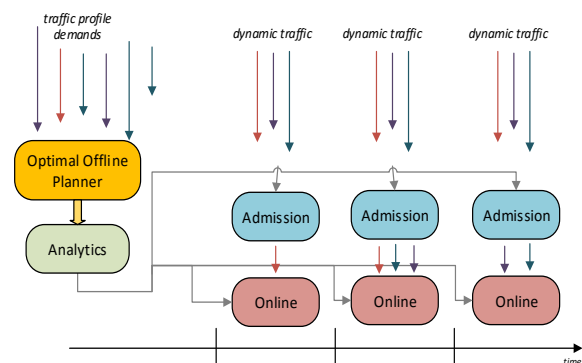 traffic profile
demands
dynamic traffic
dynamic traffic
dynamic traffic
Optimal Offline
Planner
Analytics
Admission
Admission
Admission
Online
Online
Online
time